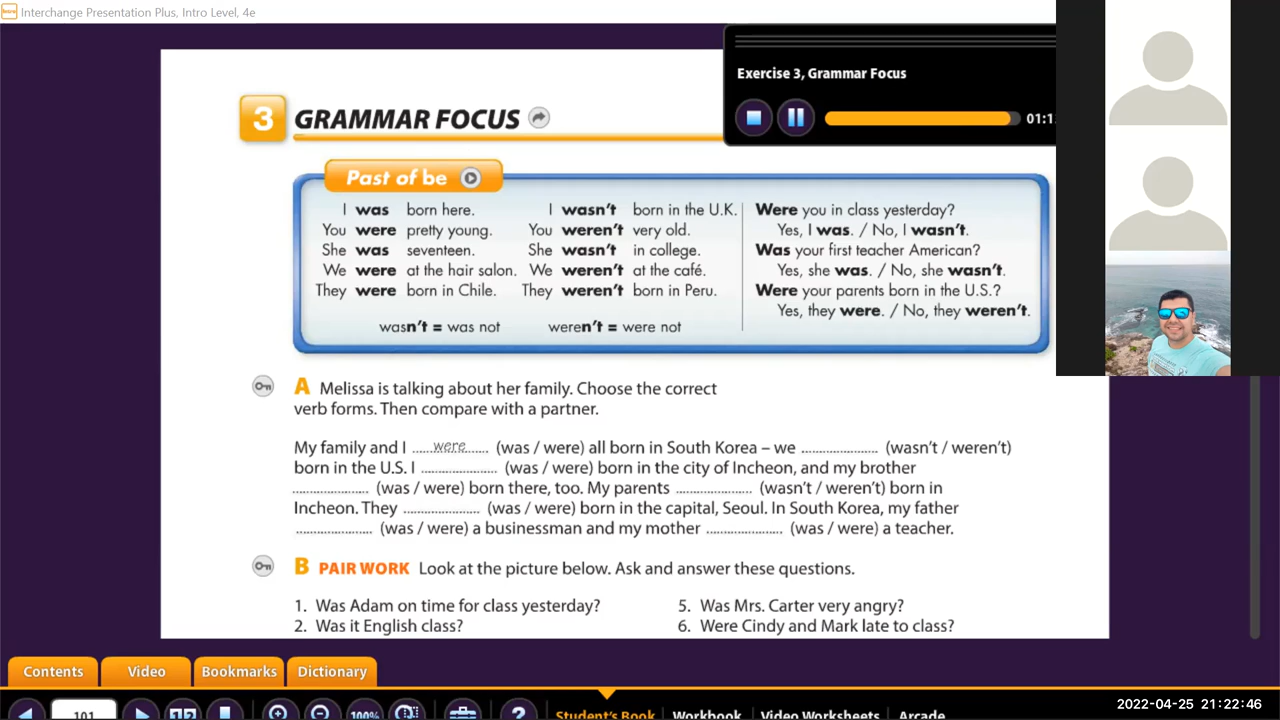 Interchange Presentation Plus, Intro Level, 4e
Exercise 3, Grammar Focus
3 GRAMMAR FOCUS
Past of be
I was born here. I wasn't born in the U.K. Were you in class yesterday?
You were pretty young. You weren't very old. Yes, I was. / No, I wasn't.
She was seventeen. She wasn't in college. Was your first teacher American?
We were at the hair salon. We weren't at the café. Yes, she was. / No, she wasn't.
They were born in Chile. They weren't born in Peru. Were your parents born in the U.S.?
Yes, they were. / No, they weren't.
wasn't = was not weren't = were not
A Melissa is talking about her family. Choose the correct
verb forms. Then compare with a partner.
My family and I were (was / were) all born in South Korea – we .................... (wasn't / weren't)
born in the U.S. I .................... (was / were) born in the city of Incheon, and my brother
.................... (was / were) born there, too. My parents .................... (wasn't / weren't) born in
Incheon. They .................... (was / were) born in the capital, Seoul. In South Korea, my father
.................... (was / were) a businessman and my mother .................... (was / were) a teacher.
B PAIR WORK Look at the picture below. Ask and answer these questions.
1. Was Adam on time for class yesterday? 5. Was Mrs. Carter very angry?
2. Was it English class? 6. Were Cindy and Mark late to class?
Contents Video Bookmarks Dictionary
101 100% ? Student's Book Workbook Video Worksheets Arcade
2022-04-25 21:22:46